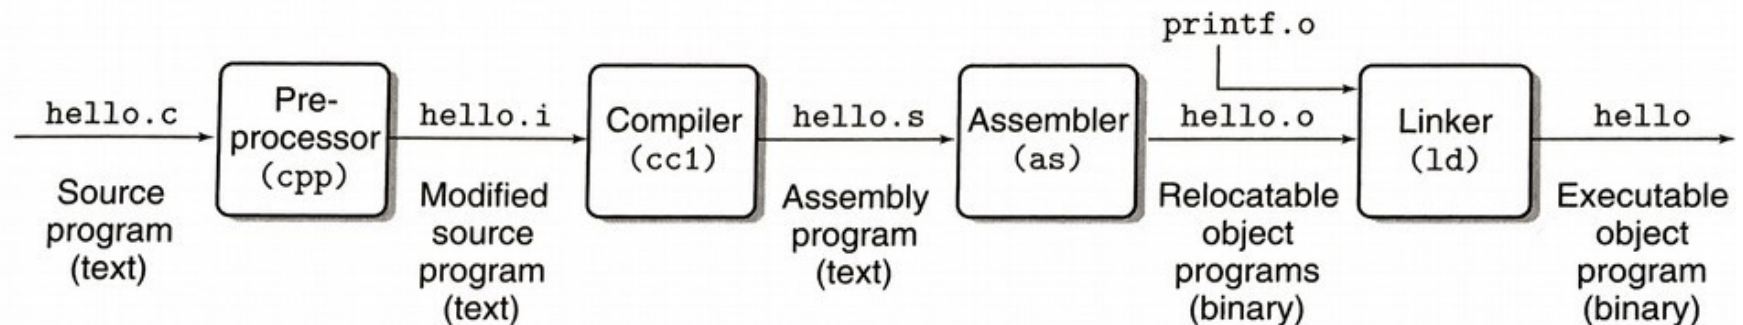 printf.o
hello.c
Pre-
processor
(cpp)
hello.i
Compiler
(cc1)
hello.s
Assembler
(as)
hello.o
Linker
(ld)
hello
Source
program
(text)
Modified
source
program
(text)
Assembly
program
(text)
Relocatable
object
programs
(binary)
Executable
object
program
(binary)